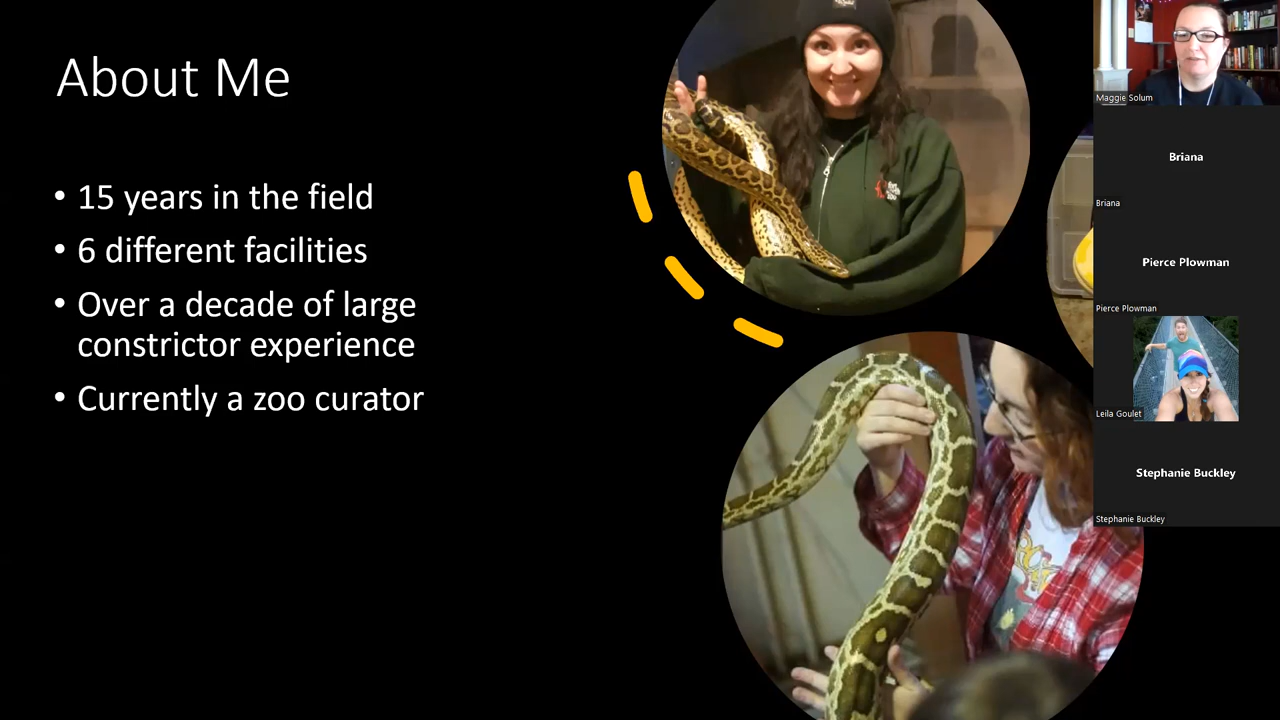 About Me
• 15 years in the field
• 6 different facilities
• Over a decade of large
constrictor experience
• Currently a zoo curator
Maggie Solum
Briana
Briana
Pierce Plowman
Pierce Plowman
Leila Goulet
Stephanie Buckley
Stephanie Buckley